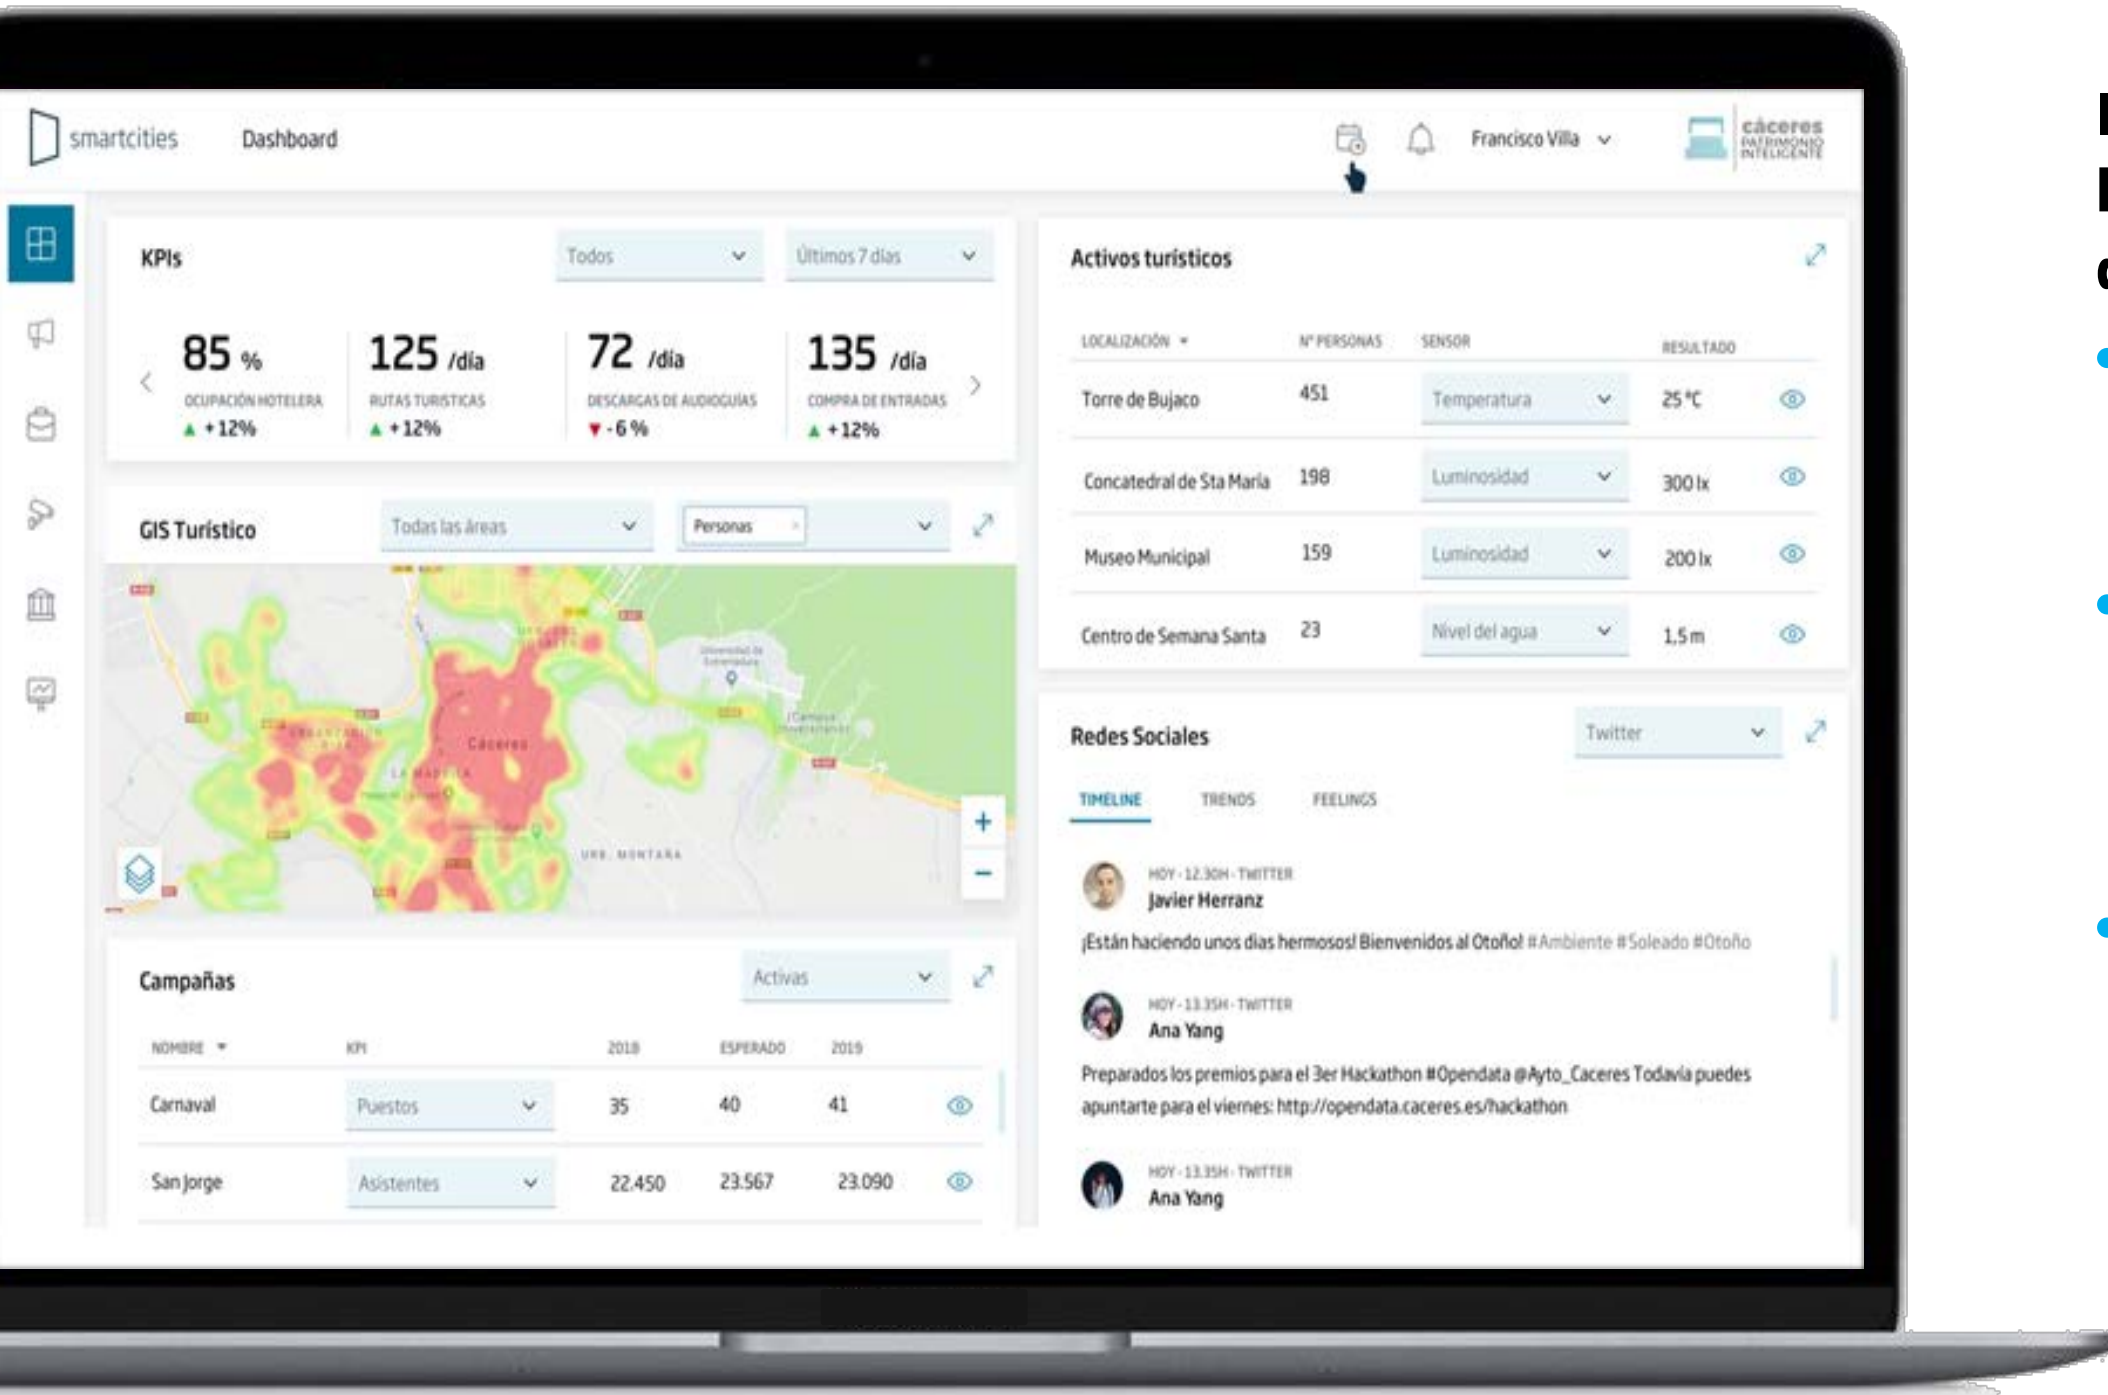 smartcities
Dashboard
Francisco Villa
cáceres
PATRIMONIO
INTELIGENTE
KPIs
Todos
Últimos 7 días
85 %
OCUPACIÓN HOTELERA
+12%
125 /día
RUTAS TURISTICAS
+12%
72 /día
DESCARGAS DE AUDIOGUÍAS
-6 %
135 /día
COMPRA DE ENTRADAS
+12%
GIS Turístico
Todas las áreas
Personas
Universidad de
Extremadura
Cáceres
LA MADRILA
URB. MONTAÑA
+
−
Campañas
Activas
NOMBRE KPI 2018 ESPERADO 2019
Carnaval Puestos 35 40 41
San Jorge Asistentes 22.450 23.567 23.090
Activos turísticos
LOCALIZACIÓN Nº PERSONAS SENSOR RESULTADO
Torre de Bujaco 451 Temperatura 25 °C
Concatedral de Sta María 198 Luminosidad 300 lx
Museo Municipal 159 Luminosidad 200 lx
Centro de Semana Santa 23 Nivel del agua 1,5 m
Redes Sociales
Twitter
TIMELINE TRENDS FEELINGS
HOY - 12.30H - TWITTER
Javier Herranz
¡Están haciendo unos dias hermosos! Bienvenidos al Otoño! #Ambiente #Soleado #Otoño
HOY - 13.35H - TWITTER
Ana Yang
Preparados los premios para el 3er Hackathon #Opendata @Ayto_Caceres Todavía puedes
apuntarte para el viernes: http://opendata.caceres.es/hackathon
HOY - 13.35H - TWITTER
Ana Yang